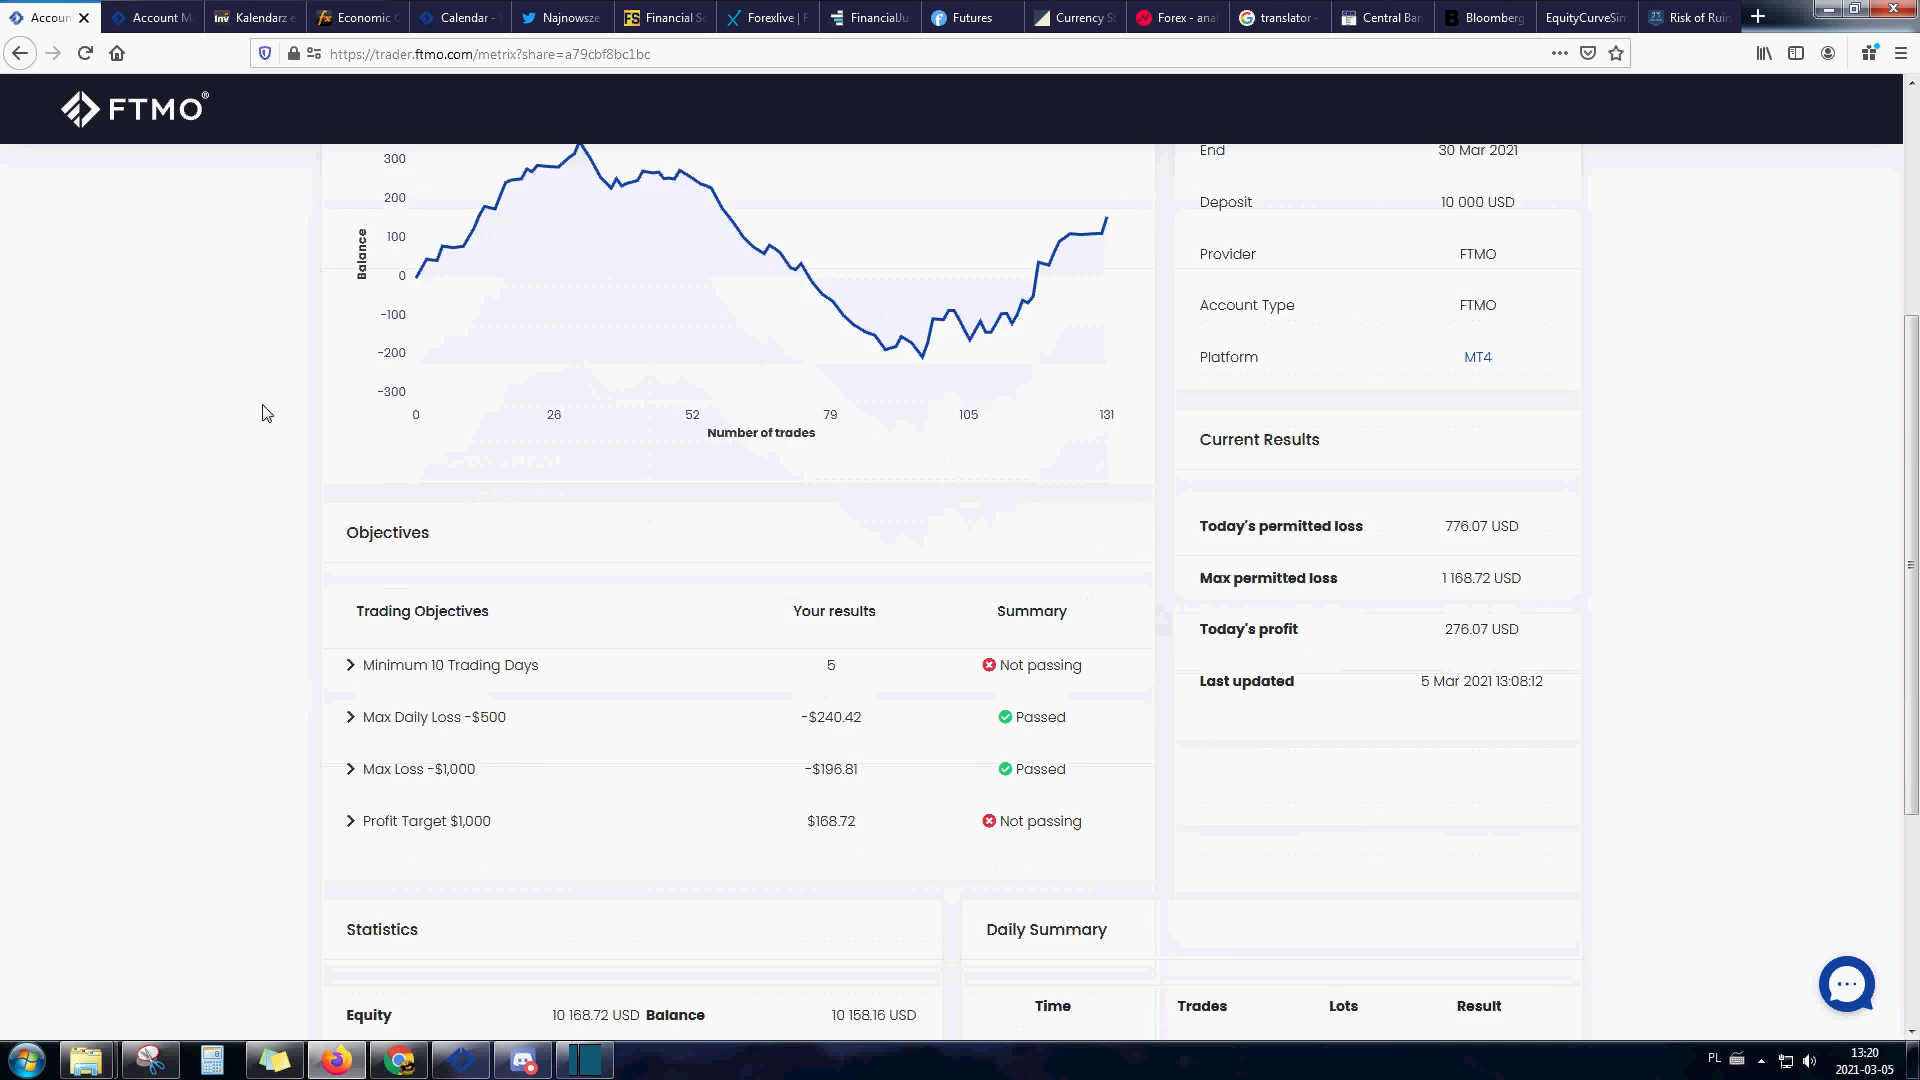 Accoun
Account M
inv Kalendarz e
fx Economic C
Calendar -
Najnowsze
FS Financial S
Forexlive | F
FinancialJu
Futures
Currency S
Forex - ana
translator -
Central Ban
B Bloomberg
EquityCurveSim
Risk of Ruin
https://trader.ftmo.com/metrix?share=a79cbf8bc1bc
FTMO®
300
200
100
0
-100
-200
-300
Balance
0 26 52 79 105 131
Number of trades
End 30 Mar 2021
Deposit 10 000 USD
Provider FTMO
Account Type FTMO
Platform MT4
Current Results
Today's permitted loss 776.07 USD
Max permitted loss 1 168.72 USD
Today's profit 276.07 USD
Last updated 5 Mar 2021 13:08:12
Objectives
Trading Objectives Your results Summary
Minimum 10 Trading Days 5 Not passing
Max Daily Loss -$500 -$240.42 Passed
Max Loss -$1,000 -$196.81 Passed
Profit Target $1,000 $168.72 Not passing
Statistics
Equity 10 168.72 USD Balance 10 158.16 USD
Daily Summary
Time Trades Lots Result
PL
13:20
2021-03-05